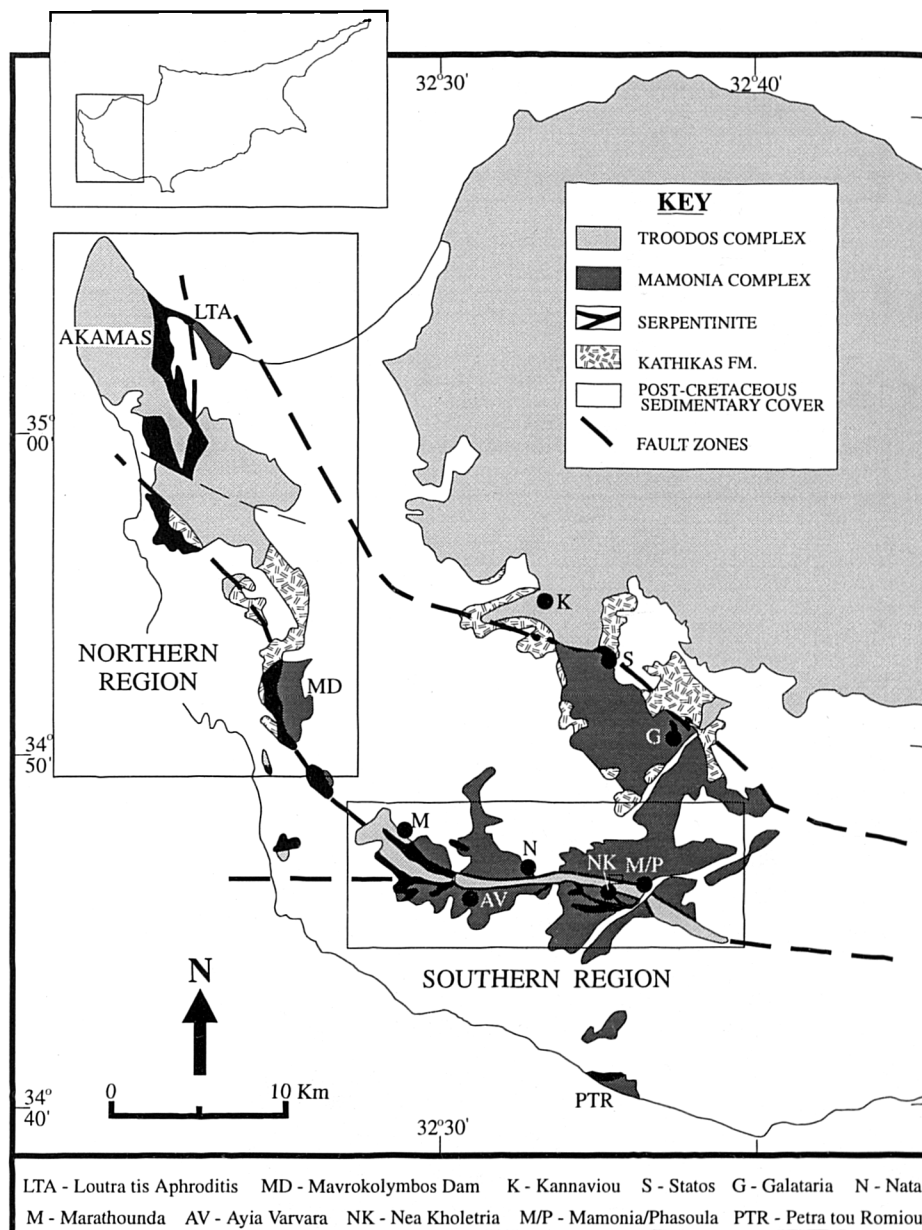 32°30'
32°40'
KEY
TROODOS COMPLEX
MAMONIA COMPLEX
SERPENTINITE
KATHIKAS FM.
POST-CRETACEOUS
SEDIMENTARY COVER
FAULT ZONES
LTA
AKAMAS
35°
00'
K
NORTHERN
REGION
S
MD
G
34°
50'
M
N
NK
M/P
AV
SOUTHERN REGION
N
0
10 Km
34°
40'
PTR
32°30'
32°40'
LTA - Loutra tis Aphroditis MD - Mavrokolymbos Dam K - Kannaviou S - Statos G - Galataria N - Nata
M - Marathounda AV - Ayia Varvara NK - Nea Kholetria M/P - Mamonia/Phasoula PTR - Petra tou Romiou